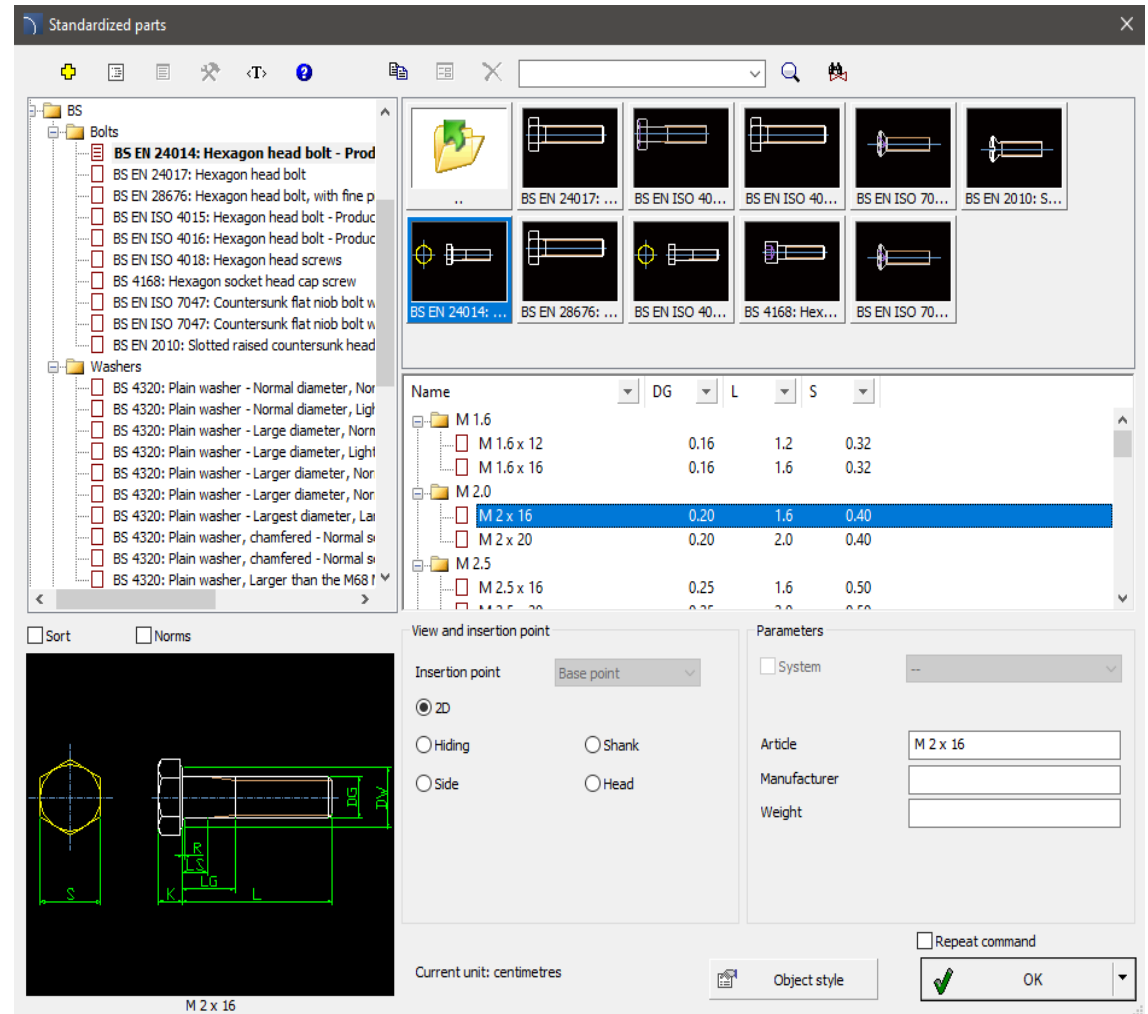 Standardized parts
<T>
BS
Bolts
BS EN 24014: Hexagon head bolt - Prod
BS EN 24017: Hexagon head bolt
BS EN 28676: Hexagon head bolt, with fine p
BS EN ISO 4015: Hexagon head bolt - Produc
BS EN ISO 4016: Hexagon head bolt - Produc
BS EN ISO 4018: Hexagon head screws
BS 4168: Hexagon socket head cap screw
BS EN ISO 7047: Countersunk flat niob bolt w
BS EN ISO 7047: Countersunk flat niob bolt w
BS EN 2010: Slotted raised countersunk head
Washers
BS 4320: Plain washer - Normal diameter, Nor
BS 4320: Plain washer - Normal diameter, Ligh
BS 4320: Plain washer - Large diameter, Norm
BS 4320: Plain washer - Large diameter, Light
BS 4320: Plain washer - Larger diameter, Nor
BS 4320: Plain washer - Larger diameter, Nor
BS 4320: Plain washer - Largest diameter, Lar
BS 4320: Plain washer, chamfered - Normal s
BS 4320: Plain washer, chamfered - Normal s
BS 4320: Plain washer, Larger than the M68
.. BS EN 24017: ... BS EN ISO 40... BS EN ISO 40... BS EN ISO 70... BS EN 2010: S...
BS EN 24014: ... BS EN 28676: ... BS EN ISO 40... BS 4168: Hex... BS EN ISO 70...
Name DG L S
M 1.6
M 1.6 x 12 0.16 1.2 0.32
M 1.6 x 16 0.16 1.6 0.32
M 2.0
M 2 x 16 0.20 1.6 0.40
M 2 x 20 0.20 2.0 0.40
M 2.5
M 2.5 x 16 0.25 1.6 0.50
Sort Norms
S K R LS LG L DG DW
M 2 x 16
View and insertion point
Insertion point Base point
2D
Hiding Shank
Side Head
Parameters
System --
Article M 2 x 16
Manufacturer
Weight
Repeat command
Current unit: centimetres
Object style
OK